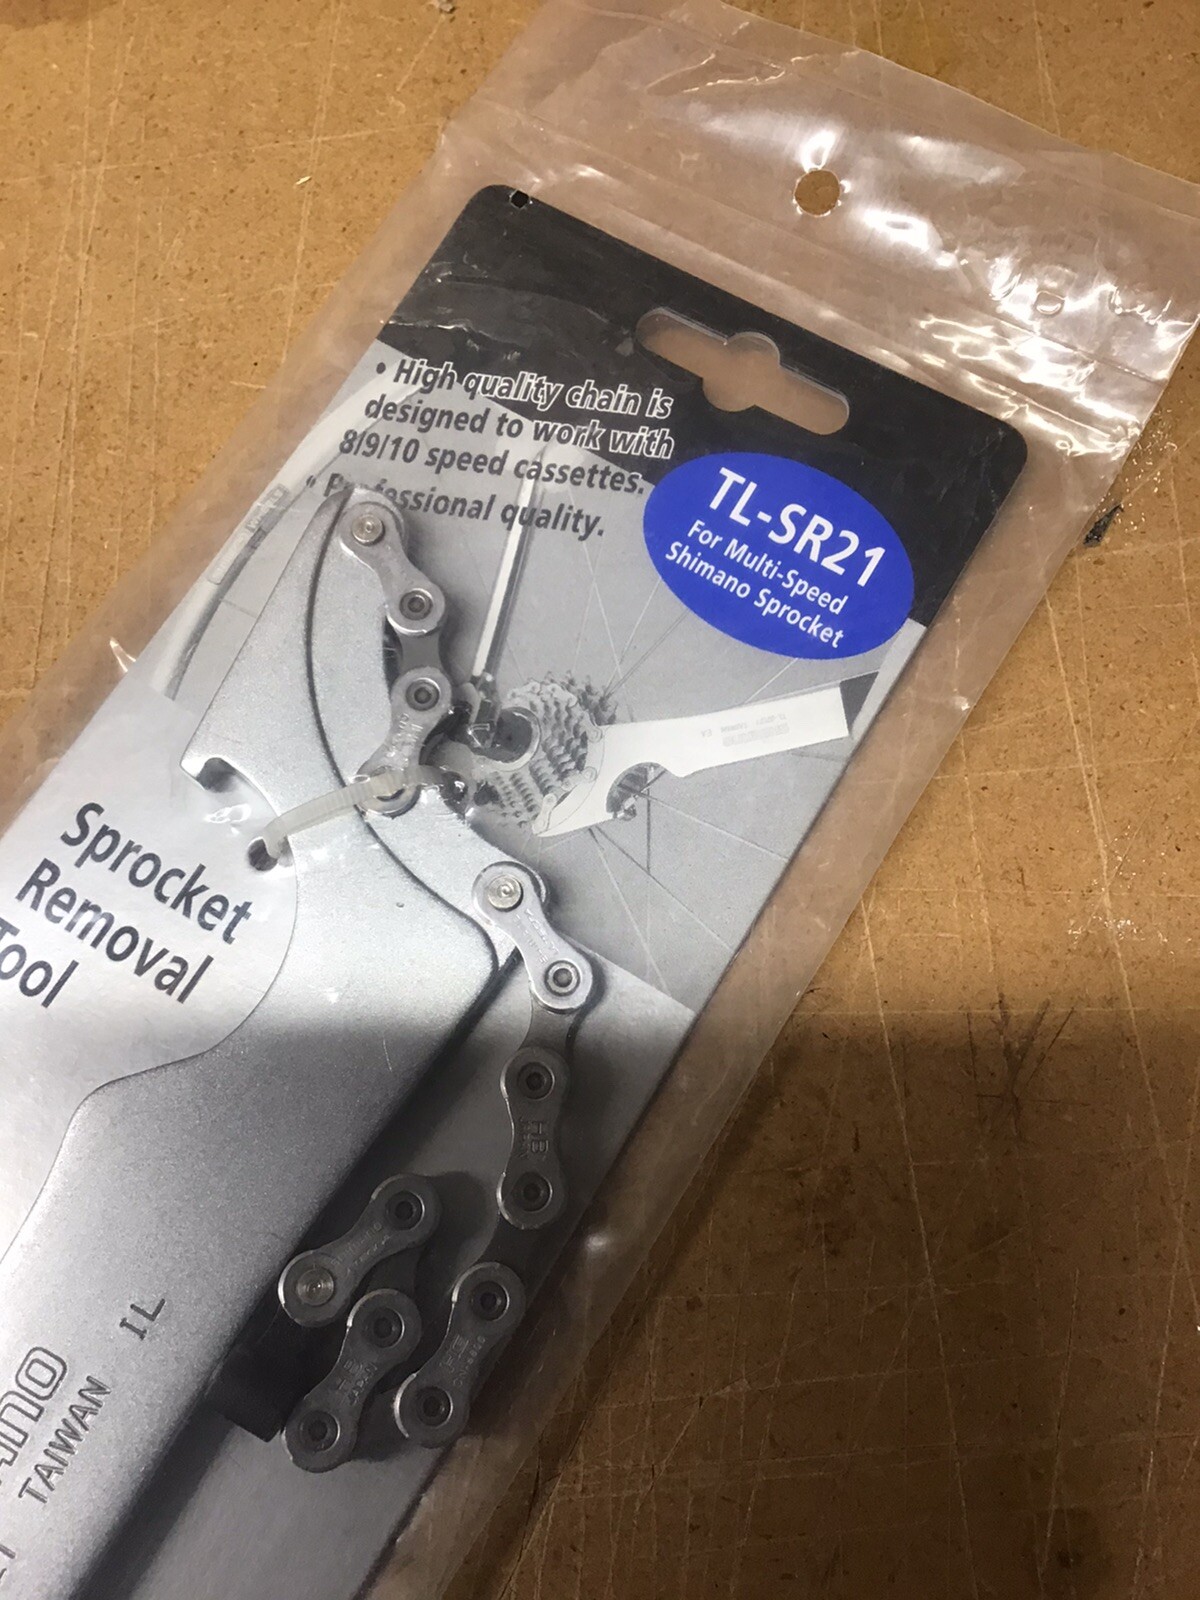 • High quality chain is
designed to work with
8/9/10 speed cassettes.
• Professional quality.
TL-SR21
For Multi-Speed
Shimano Sprocket
Sprocket
Removal
Tool
TAIWAN IL